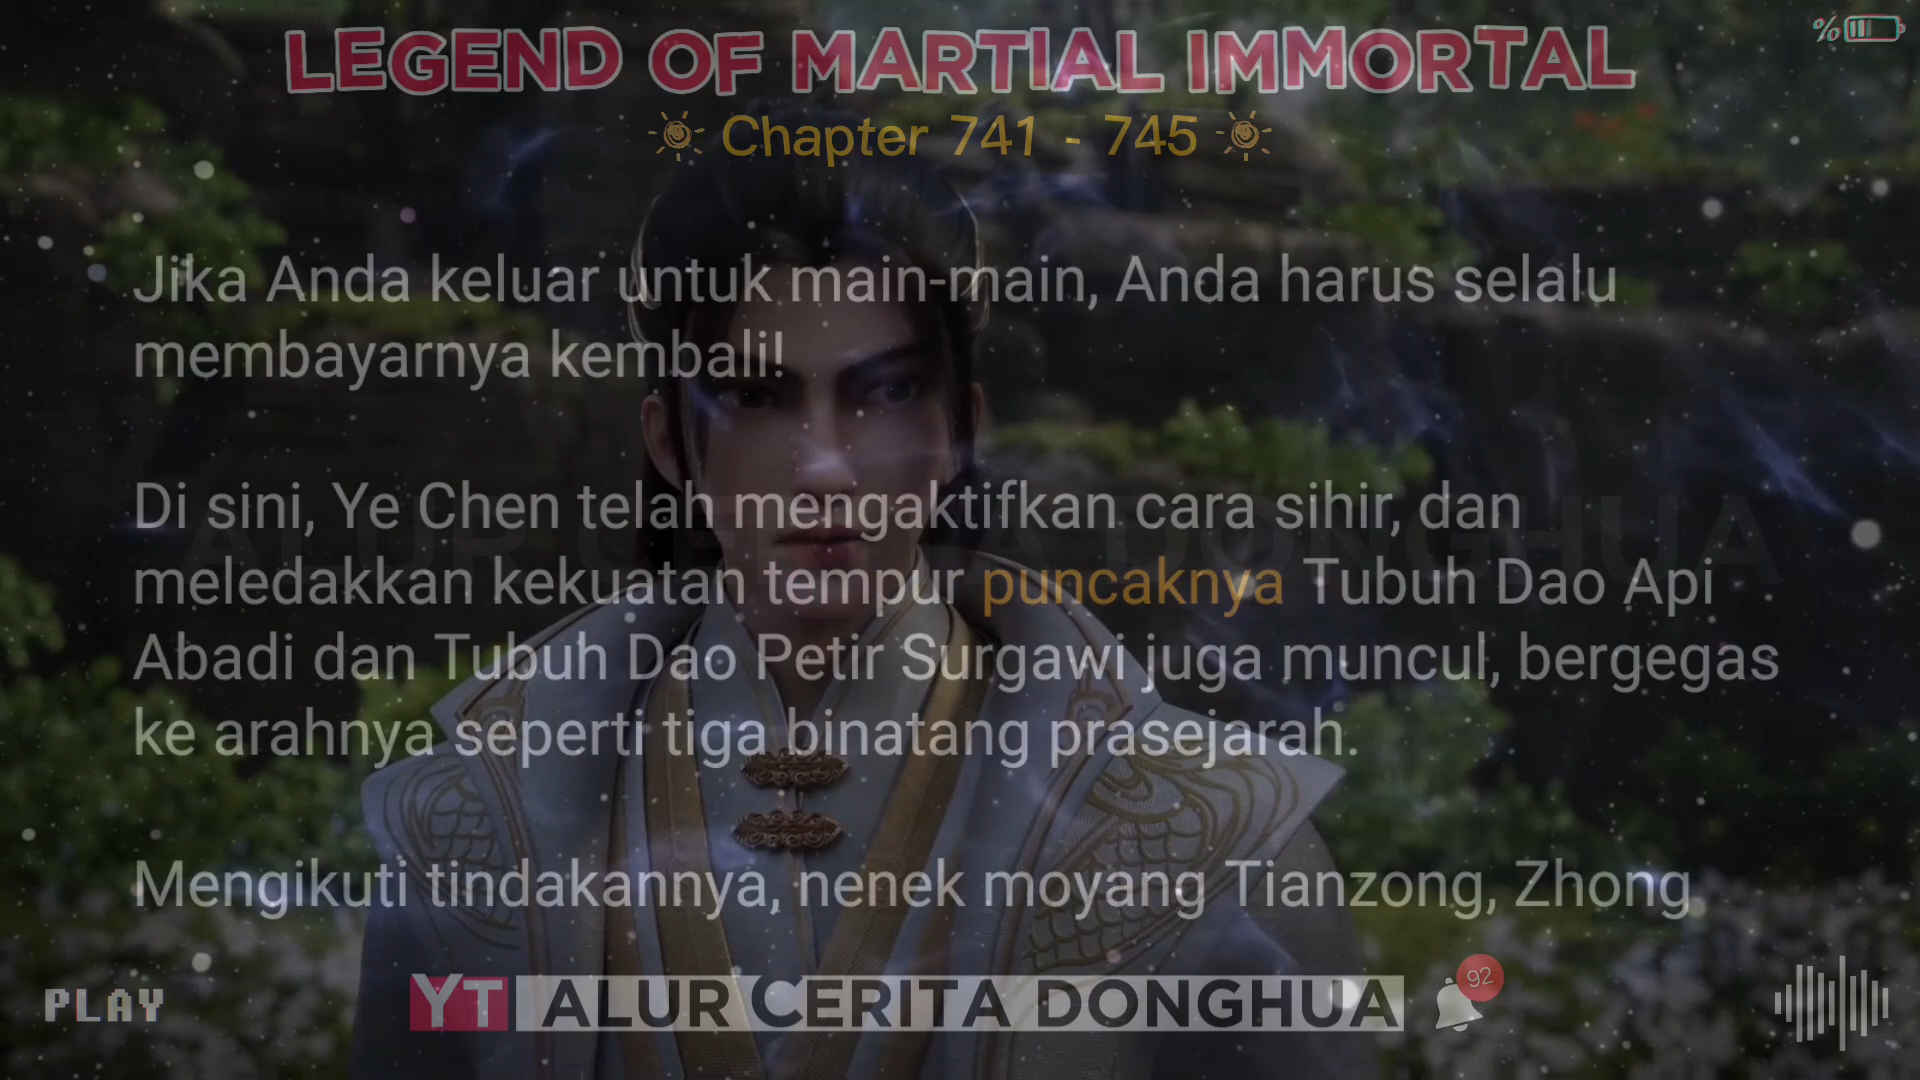 LEGEND OF MARTIAL IMMORTAL
%
Chapter 741 - 745
Jika Anda keluar untuk main-main, Anda harus selalu
membayarnya kembali!
Di sini, Ye Chen telah mengaktifkan cara sihir, dan
ALUR CERITA DONGHUA
meledakkan kekuatan tempur puncaknya Tubuh Dao Api
Abadi dan Tubuh Dao Petir Surgawi juga muncul, bergegas
ke arahnya seperti tiga binatang prasejarah.
Mengikuti tindakannya, nenek moyang Tianzong, Zhong
PLAY
YT ALUR CERITA DONGHUA
92